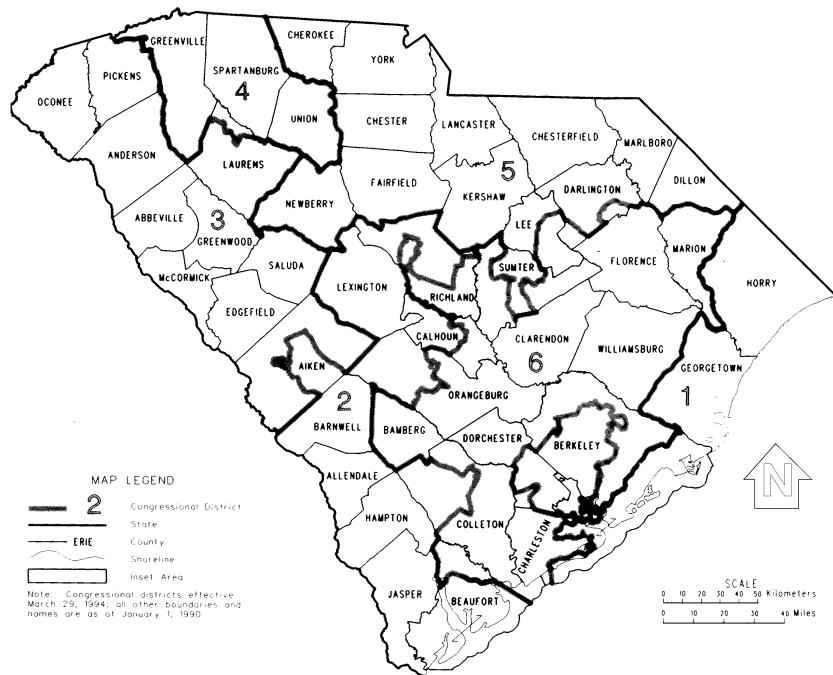 GREENVILLE
CHEROKEE
YORK
PICKENS
SPARTANBURG
OCONEE
4
UNION
CHESTER
LANCASTER
CHESTERFIELD
MARLBORO
ANDERSON
LAURENS
5
DILLON
FAIRFIELD
KERSHAW
DARLINGTON
NEWBERRY
ABBEVILLE
3
GREENWOOD
LEE
MARION
SALUDA
SUMTER
FLORENCE
McCORMICK
LEXINGTON
RICHLAND
HORRY
EDGEFIELD
CALHOUN
CLARENDON
WILLIAMSBURG
6
AIKEN
GEORGETOWN
ORANGEBURG
1
2
BARNWELL
BAMBERG
DORCHESTER
BERKELEY
ALLENDALE
HAMPTON
COLLETON
CHARLESTON
JASPER
BEAUFORT
N
MAP LEGEND
2 Congressional District
State
ERIE County
Shoreline
Inset Area
Note: Congressional districts effective
March 29, 1994; all other boundaries and
names are as of January 1, 1990.
SCALE
0 10 20 30 40 50 Kilometers
0 10 20 30 40 Miles